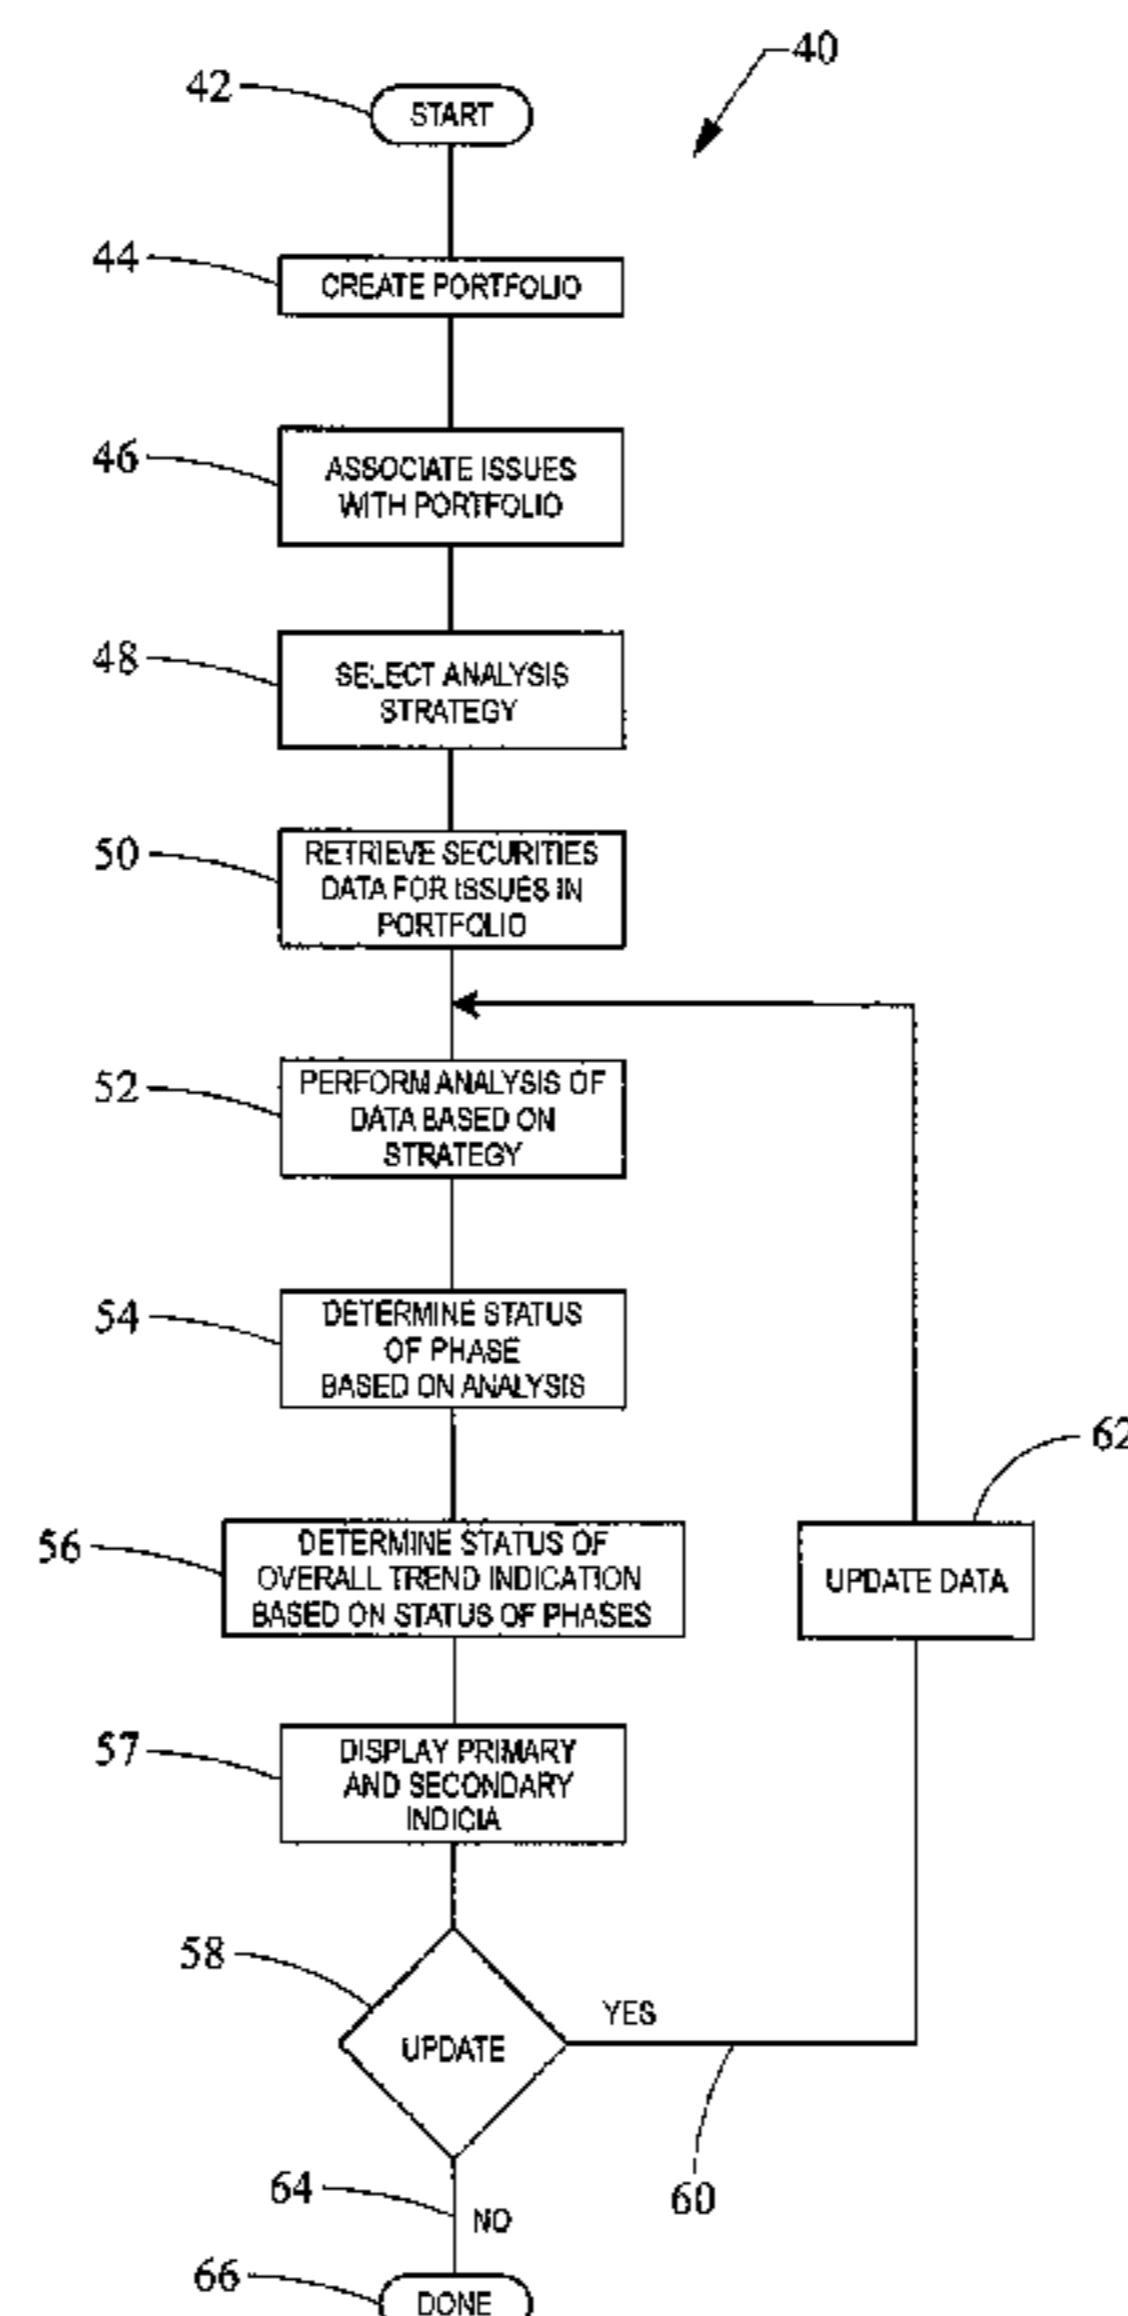 40
42
START
44
CREATE PORTFOLIO
46
ASSOCIATE ISSUES
WITH PORTFOLIO
48
SELECT ANALYSIS
STRATEGY
50
RETRIEVE SECURITIES
DATA FOR ISSUES IN
PORTFOLIO
52
PERFORM ANALYSIS OF
DATA BASED ON
STRATEGY
54
DETERMINE STATUS
OF PHASE
BASED ON ANALYSIS
62
56
DETERMINE STATUS OF
OVERALL TREND INDICATION
BASED ON STATUS OF PHASES
UPDATE DATA
57
DISPLAY PRIMARY
AND SECONDARY
INDICIA
58
UPDATE
YES
60
64
NO
66
DONE